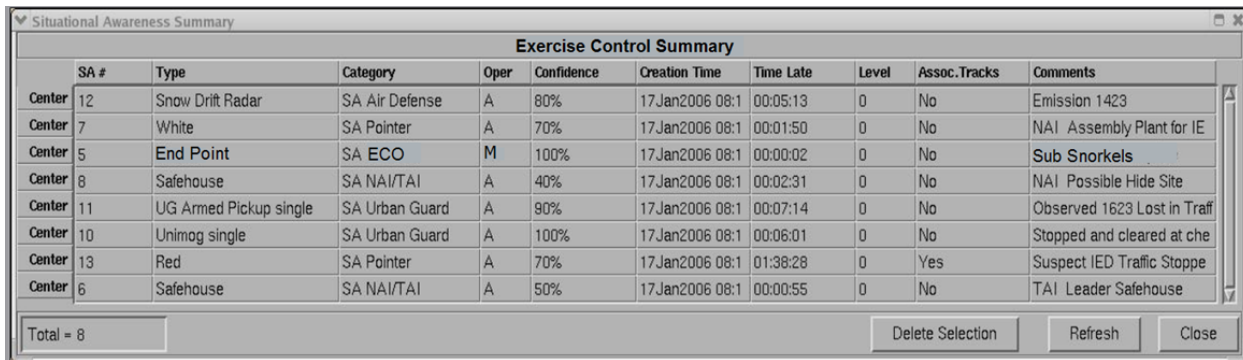 Situational Awareness Summary
Exercise Control Summary
SA # Type Category Oper Confidence Creation Time Time Late Level Assoc.Tracks Comments
Center 12 Snow Drift Radar SA Air Defense A 80% 17Jan2006 08:1 00:05:13 0 No Emission 1423
Center 7 White SA Pointer A 70% 17Jan2006 08:1 00:01:50 0 No NAI Assembly Plant for IE
Center 5 End Point SA ECO M 100% 17Jan2006 08:1 00:00:02 0 No Sub Snorkels
Center 8 Safehouse SA NAI/TAI A 40% 17Jan2006 08:1 00:02:31 0 No NAI Possible Hide Site
Center 11 UG Armed Pickup single SA Urban Guard A 90% 17Jan2006 08:1 00:07:14 0 No Observed 1623 Lost in Traff
Center 10 Unimog single SA Urban Guard A 100% 17Jan2006 08:1 00:06:01 0 No Stopped and cleared at che
Center 13 Red SA Pointer A 70% 17Jan2006 08:1 01:38:28 0 Yes Suspect IED Traffic Stoppe
Center 6 Safehouse SA NAI/TAI A 50% 17Jan2006 08:1 00:00:55 0 No TAI Leader Safehouse
Total = 8 Delete Selection Refresh Close